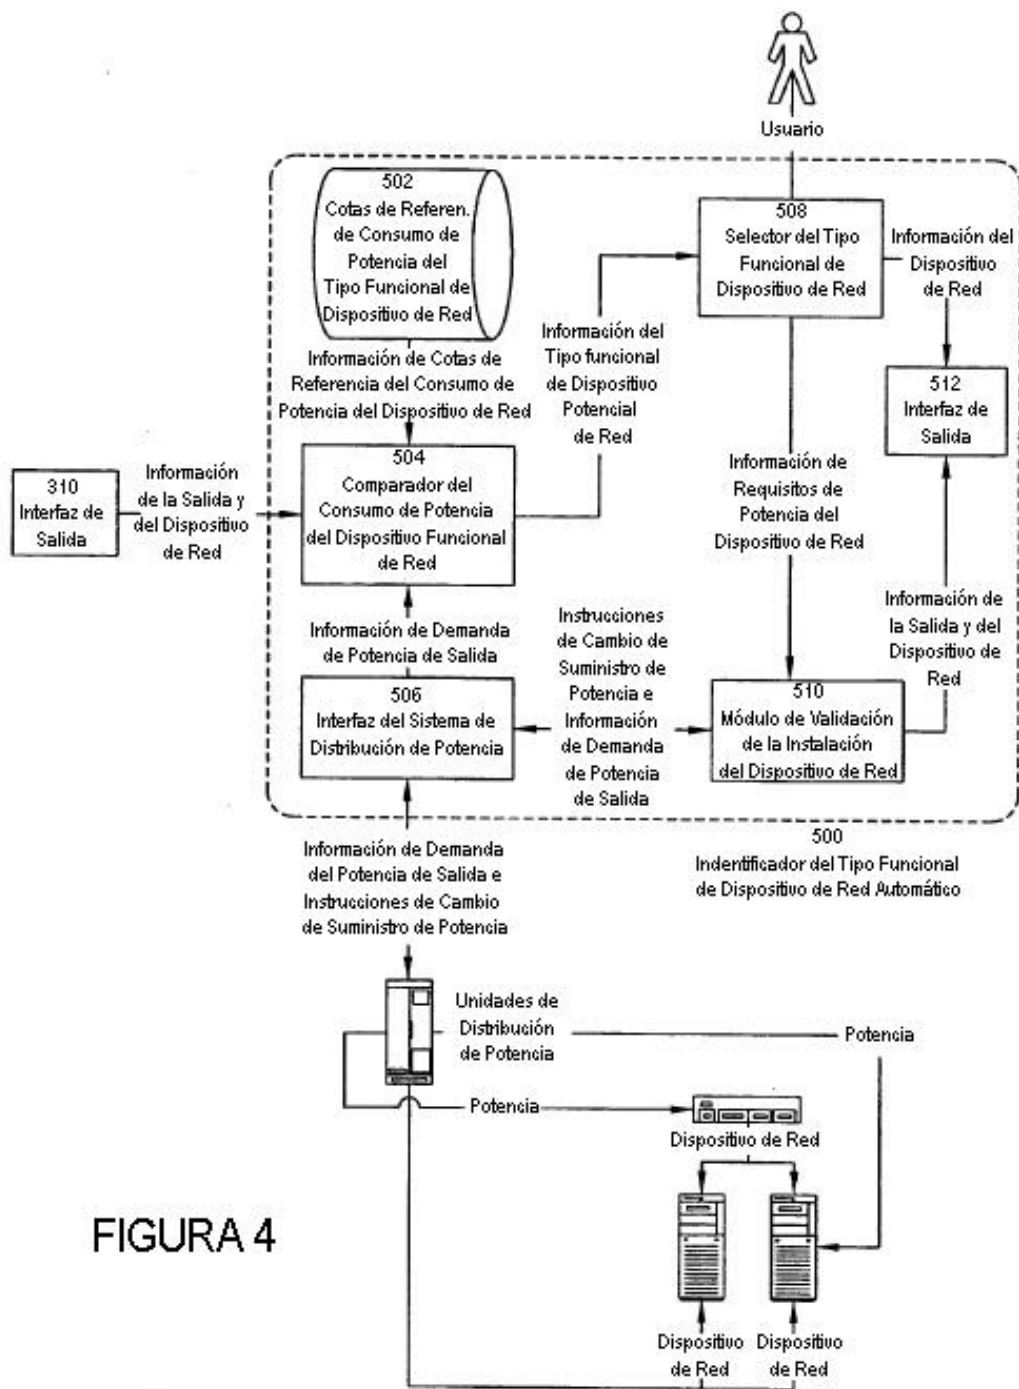 Usuario
502
Cotas de Referen.
de Consumo de
Potencia del
Tipo Funcional de
Dispositivo de Red
508
Selector del Tipo
Funcional de
Dispositivo de Red
Información del
Dispositivo
de Red
Información de Cotas de
Referencia del Consumo de
Potencia del Dispositivo de Red
Información del
Tipo funcional
de Dispositivo
Potencial
de Red
512
Interfaz de
Salida
310
Interfaz de
Salida
Información
de la Salida y
del Dispositivo
de Red
504
Comparador del
Consumo de Potencia
del Dispositivo Funcional
de Red
Información de
Requisitos de
Potencia del
Dispositivo de Red
Información de Demanda
de Potencia de Salida
Instrucciones
de Cambio de
Suministro de
Potencia e
Información
de Demanda
de Potencia
de Salida
Información de
la Salida y del
Dispositivo de
Red
506
Interfaz del Sistema de
Distribución de Potencia
510
Módulo de Validación
de la Instalación
del Dispositivo de Red
500
Indentificador del Tipo Funcional
de Dispositivo de Red Automático
Información de Demanda
del Potencia de Salida e
Instrucciones de Cambio
de Suministro de Potencia
Unidades de
Distribución
de Potencia
Potencia
Potencia
Dispositivo de Red
FIGURA 4
Dispositivo
de Red
Dispositivo
de Red